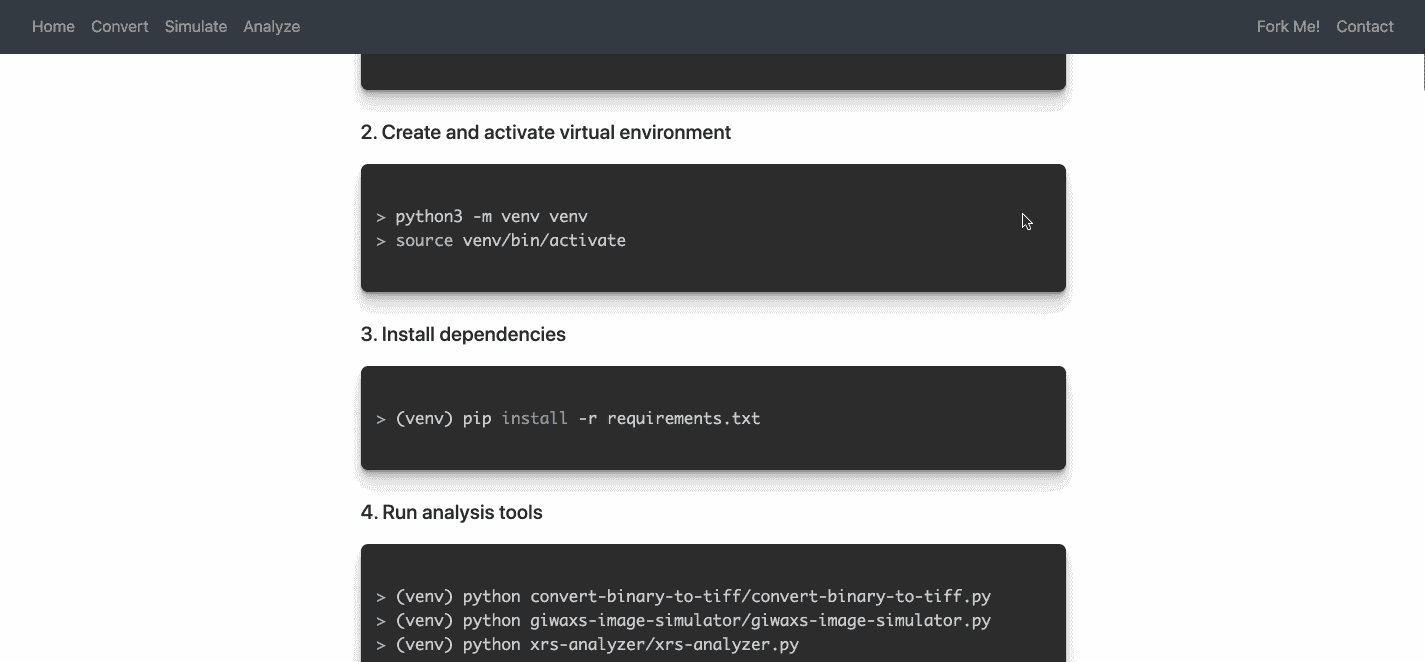 Home Convert Simulate Analyze Fork Me! Contact
2. Create and activate virtual environment
> python3 -m venv venv
> source venv/bin/activate
3. Install dependencies
> (venv) pip install -r requirements.txt
4. Run analysis tools
> (venv) python convert-binary-to-tiff/convert-binary-to-tiff.py
> (venv) python giwaxs-image-simulator/giwaxs-image-simulator.py
> (venv) python xrs-analyzer/xrs-analyzer.py